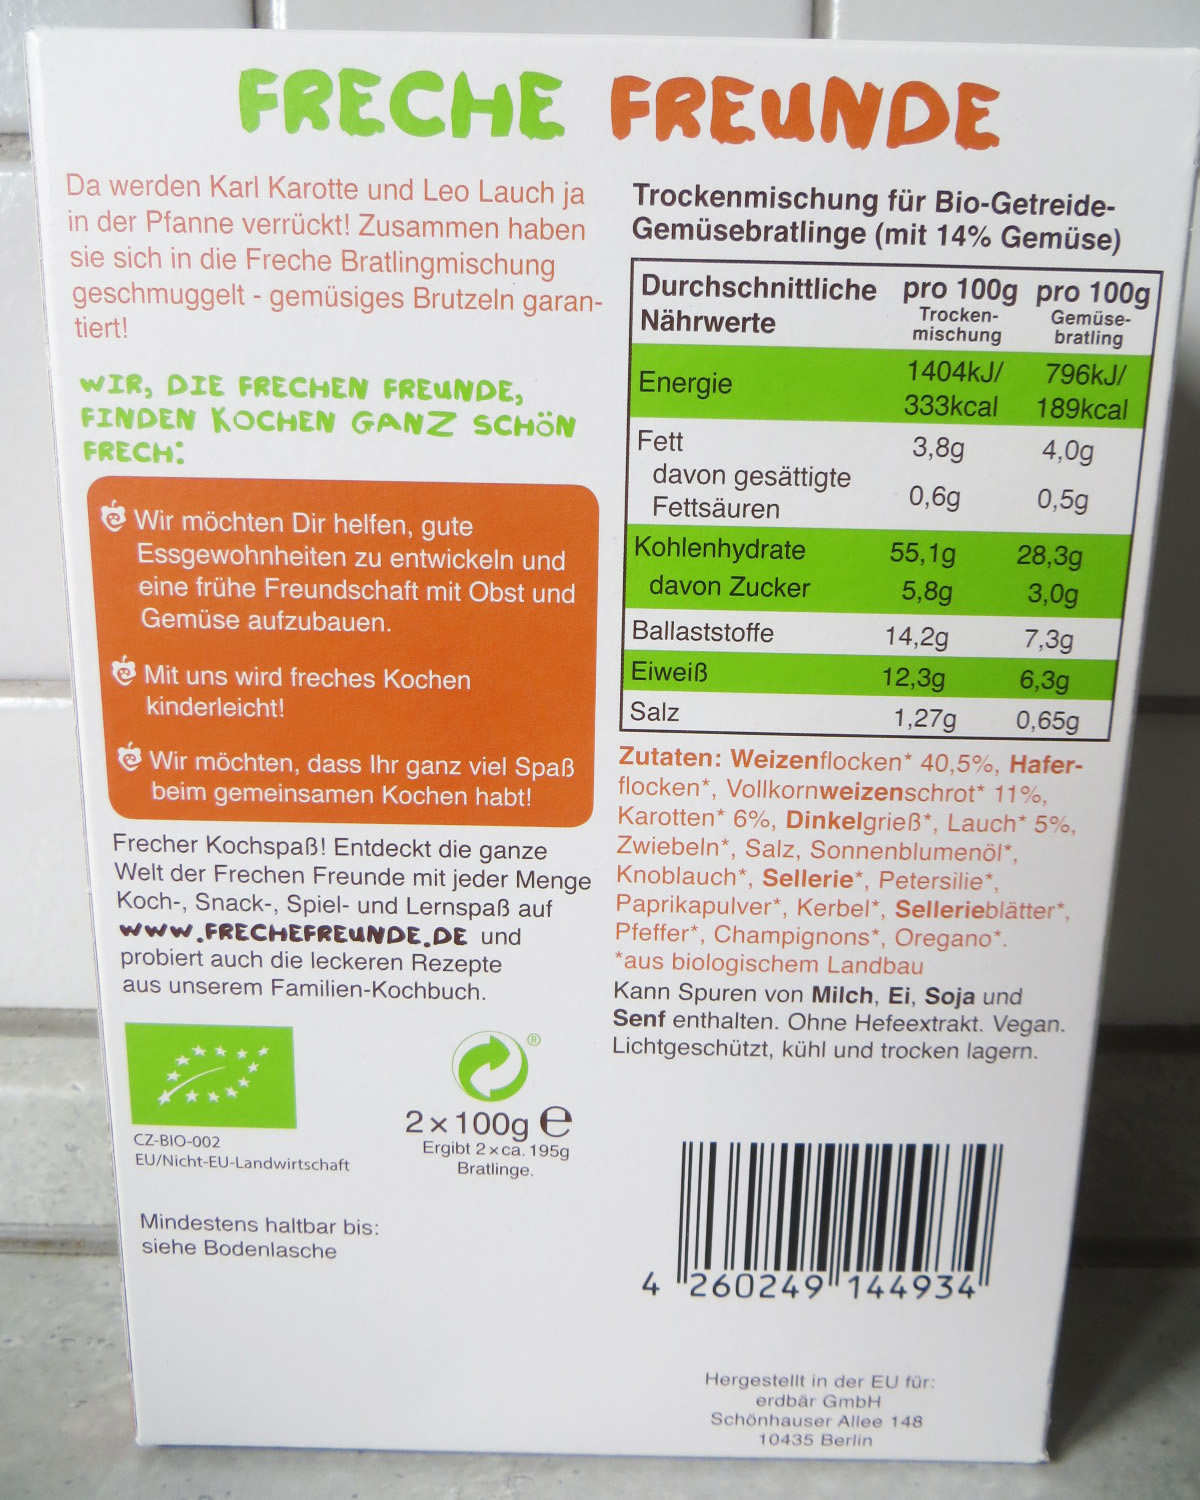 FRECHE FREUNDE
Da werden Karl Karotte und Leo Lauch ja
in der Pfanne verrückt! Zusammen haben
sie sich in die Freche Bratlingmischung
geschmuggelt - gemüsiges Brutzeln garan-
tiert!
WIR, DIE FRECHEN FREUNDE,
FINDEN KOCHEN GANZ SCHÖN
FRECH:
Wir möchten Dir helfen, gute
Essgewohnheiten zu entwickeln und
eine frühe Freundschaft mit Obst und
Gemüse aufzubauen.
Mit uns wird freches Kochen
kinderleicht!
Wir möchten, dass Ihr ganz viel Spaß
beim gemeinsamen Kochen habt!
Frecher Kochspaß! Entdeckt die ganze
Welt der Frechen Freunde mit jeder Menge
Koch-, Snack-, Spiel- und Lernspaß auf
WWW.FRECHEFREUNDE.DE und
probiert auch die leckeren Rezepte
aus unserem Familien-Kochbuch.
CZ-BIO-002
EU/Nicht-EU-Landwirtschaft
®
2x100g e
Ergibt 2xca. 195g
Bratlinge.
Mindestens haltbar bis:
siehe Bodenlasche
Trockenmischung für Bio-Getreide-
Gemüsebratlinge (mit 14% Gemüse)
Durchschnittliche pro 100g pro 100g
Nährwerte Trocken- Gemüse-
mischung bratling
Energie 1404kJ/ 796kJ/
333kcal 189kcal
Fett 3,8g 4,0g
davon gesättigte
Fettsäuren 0,6g 0,5g
Kohlenhydrate 55,1g 28,3g
davon Zucker 5,8g 3,0g
Ballaststoffe 14,2g 7,3g
Eiweiß 12,3g 6,3g
Salz 1,27g 0,65g
Zutaten: Weizenflocken* 40,5%, Hafer-
flocken*, Vollkornweizenschrot* 11%,
Karotten* 6%, Dinkelgrieß*, Lauch* 5%,
Zwiebeln*, Salz, Sonnenblumenöl*,
Knoblauch*, Sellerie*, Petersilie*,
Paprikapulver*, Kerbel*, Sellerieblätter*,
Pfeffer*, Champignons*, Oregano*.
*aus biologischem Landbau
Kann Spuren von Milch, Ei, Soja und
Senf enthalten. Ohne Hefeextrakt. Vegan.
Lichtgeschützt, kühl und trocken lagern.
4 260249 144934
Hergestellt in der EU für:
erdbär GmbH
Schönhauser Allee 148
10435 Berlin